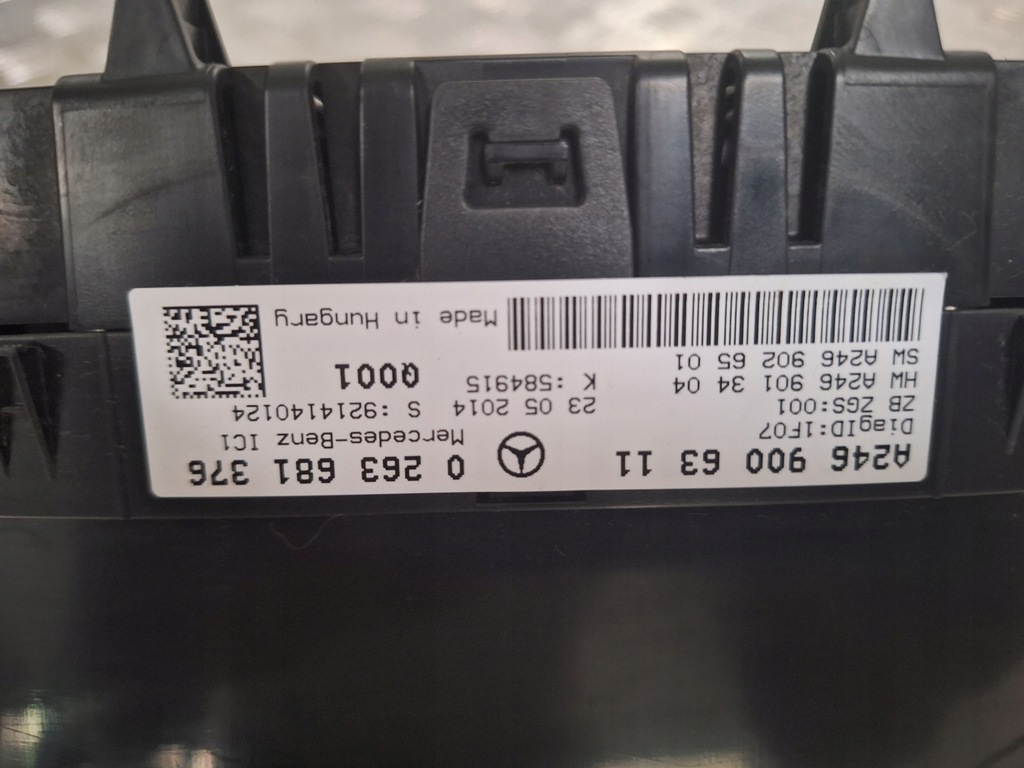 A246 900 63 11
0 263 681 376
DiagID:1F07
Mercedes-Benz IC1
ZB ZGS:001
23 05 2014
S :9214140124
HW A246 901 34 04
K :584915
Q001
SW A246 902 65 01
Made in Hungary